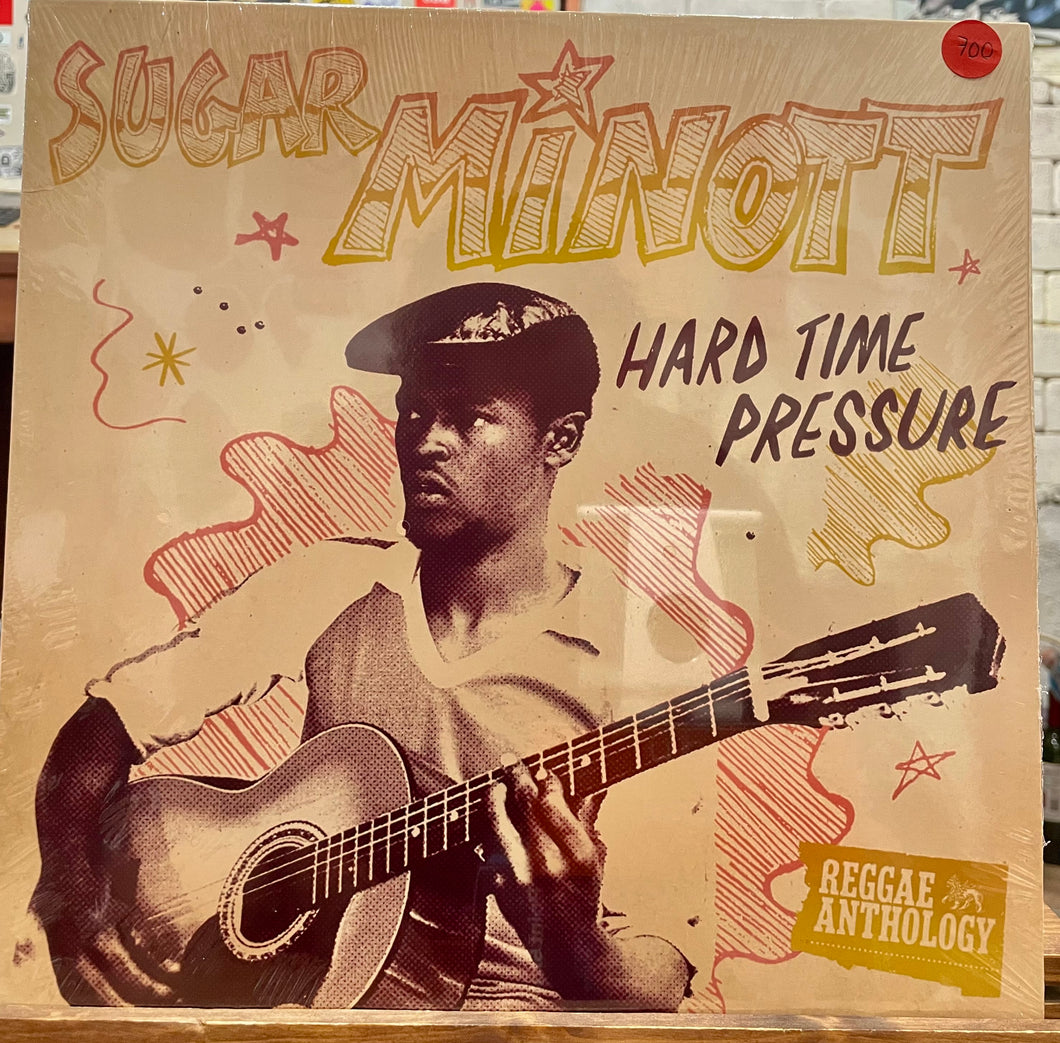 SUGAR
MiNOTT
700
HARD TIME
PRESSURE
REGGAE
ANTHOLOGY